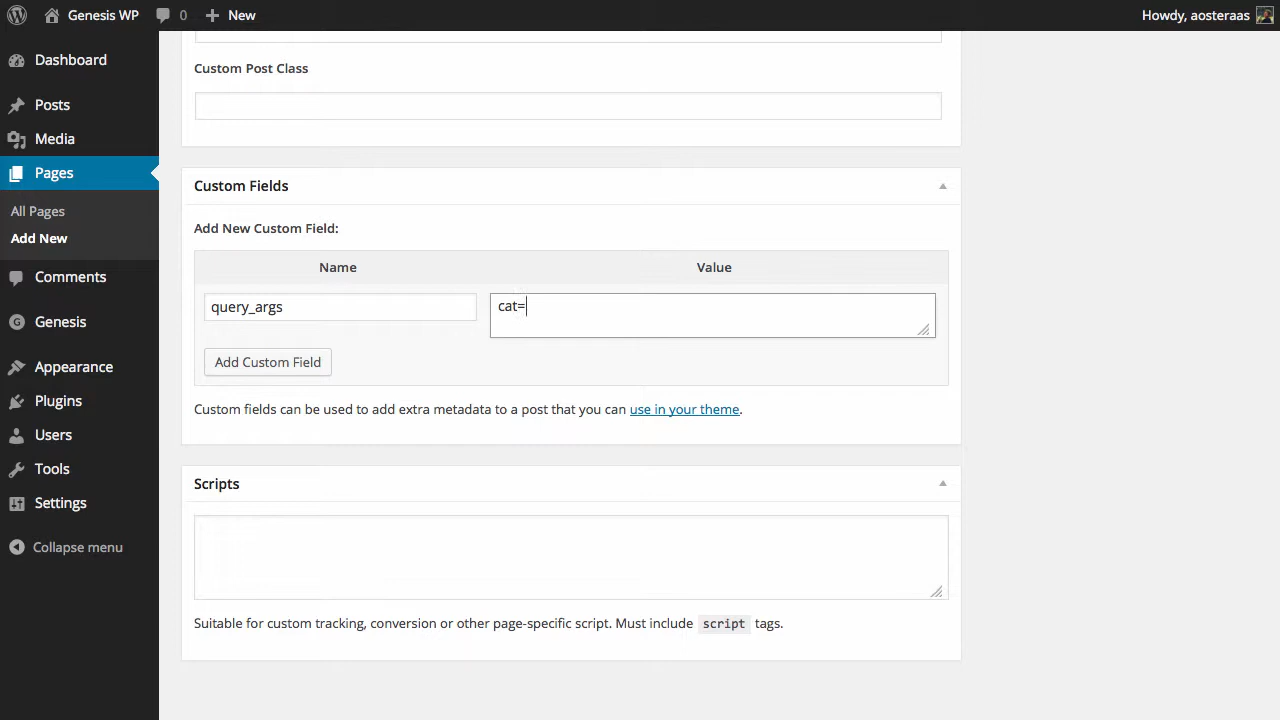 Genesis WP
0
New
Howdy, aosteraas
Dashboard
Posts
Media
Pages
All Pages
Add New
Comments
Genesis
Appearance
Plugins
Users
Tools
Settings
Collapse menu
Custom Post Class
Custom Fields
Add New Custom Field:
Name
Value
query_args
cat=
Add Custom Field
Custom fields can be used to add extra metadata to a post that you can use in your theme.
Scripts
Suitable for custom tracking, conversion or other page-specific script. Must include script tags.